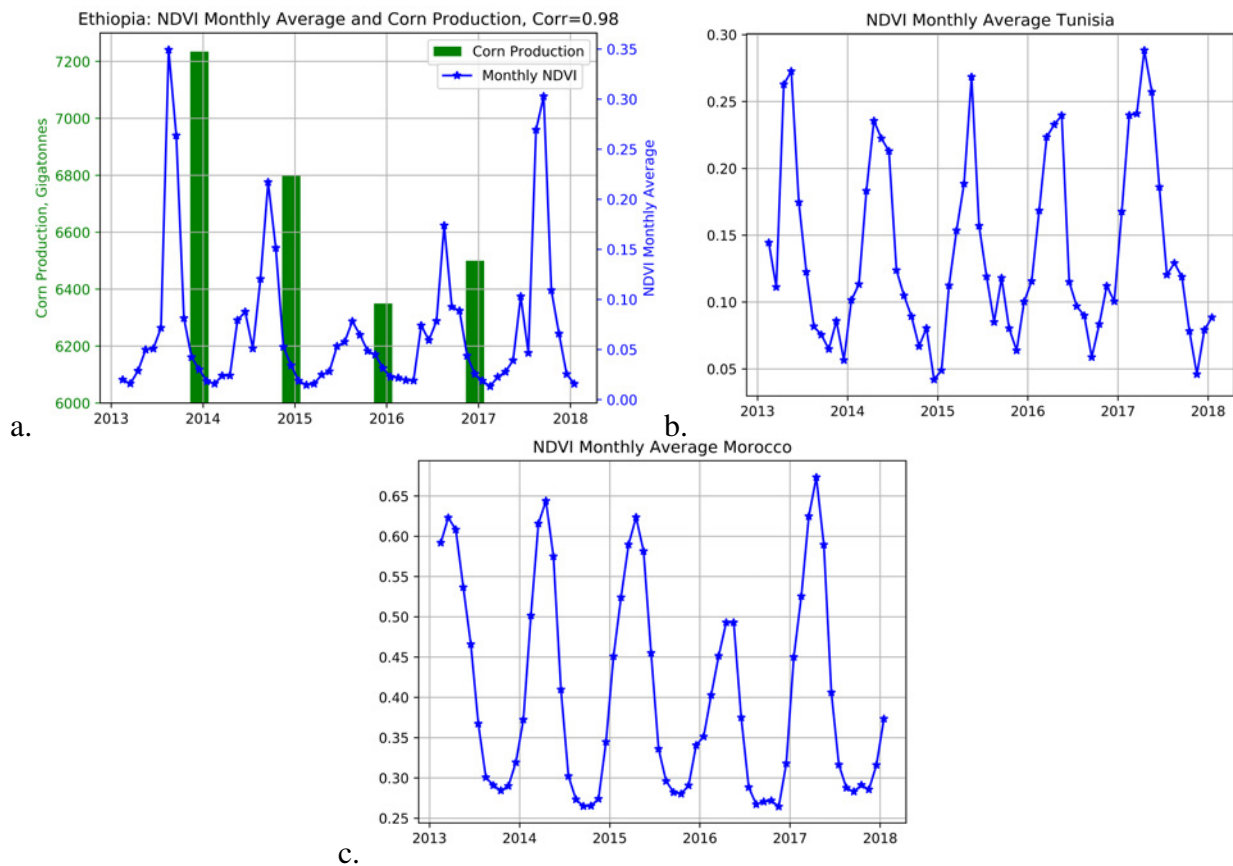 Ethiopia: NDVI Monthly Average and Corn Production, Corr=0.98
Corn Production
Monthly NDVI
Corn Production, Gigatonnes
7200
7000
6800
6600
6400
6200
6000
NDVI Monthly Average
0.35
0.30
0.25
0.20
0.15
0.10
0.05
0.00
2013 2014 2015 2016 2017 2018
a.
NDVI Monthly Average Tunisia
0.30
0.25
0.20
0.15
0.10
0.05
2013 2014 2015 2016 2017 2018
b.
NDVI Monthly Average Morocco
0.65
0.60
0.55
0.50
0.45
0.40
0.35
0.30
0.25
2013 2014 2015 2016 2017 2018
c.